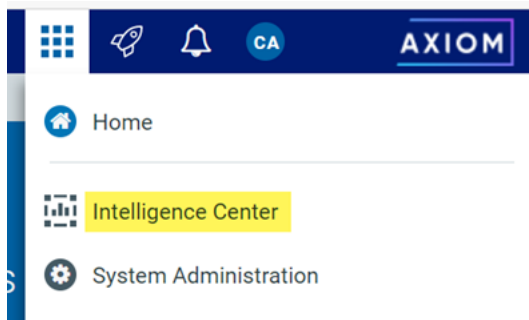 CA
AXIOM
Home
Intelligence Center
S
System Administration